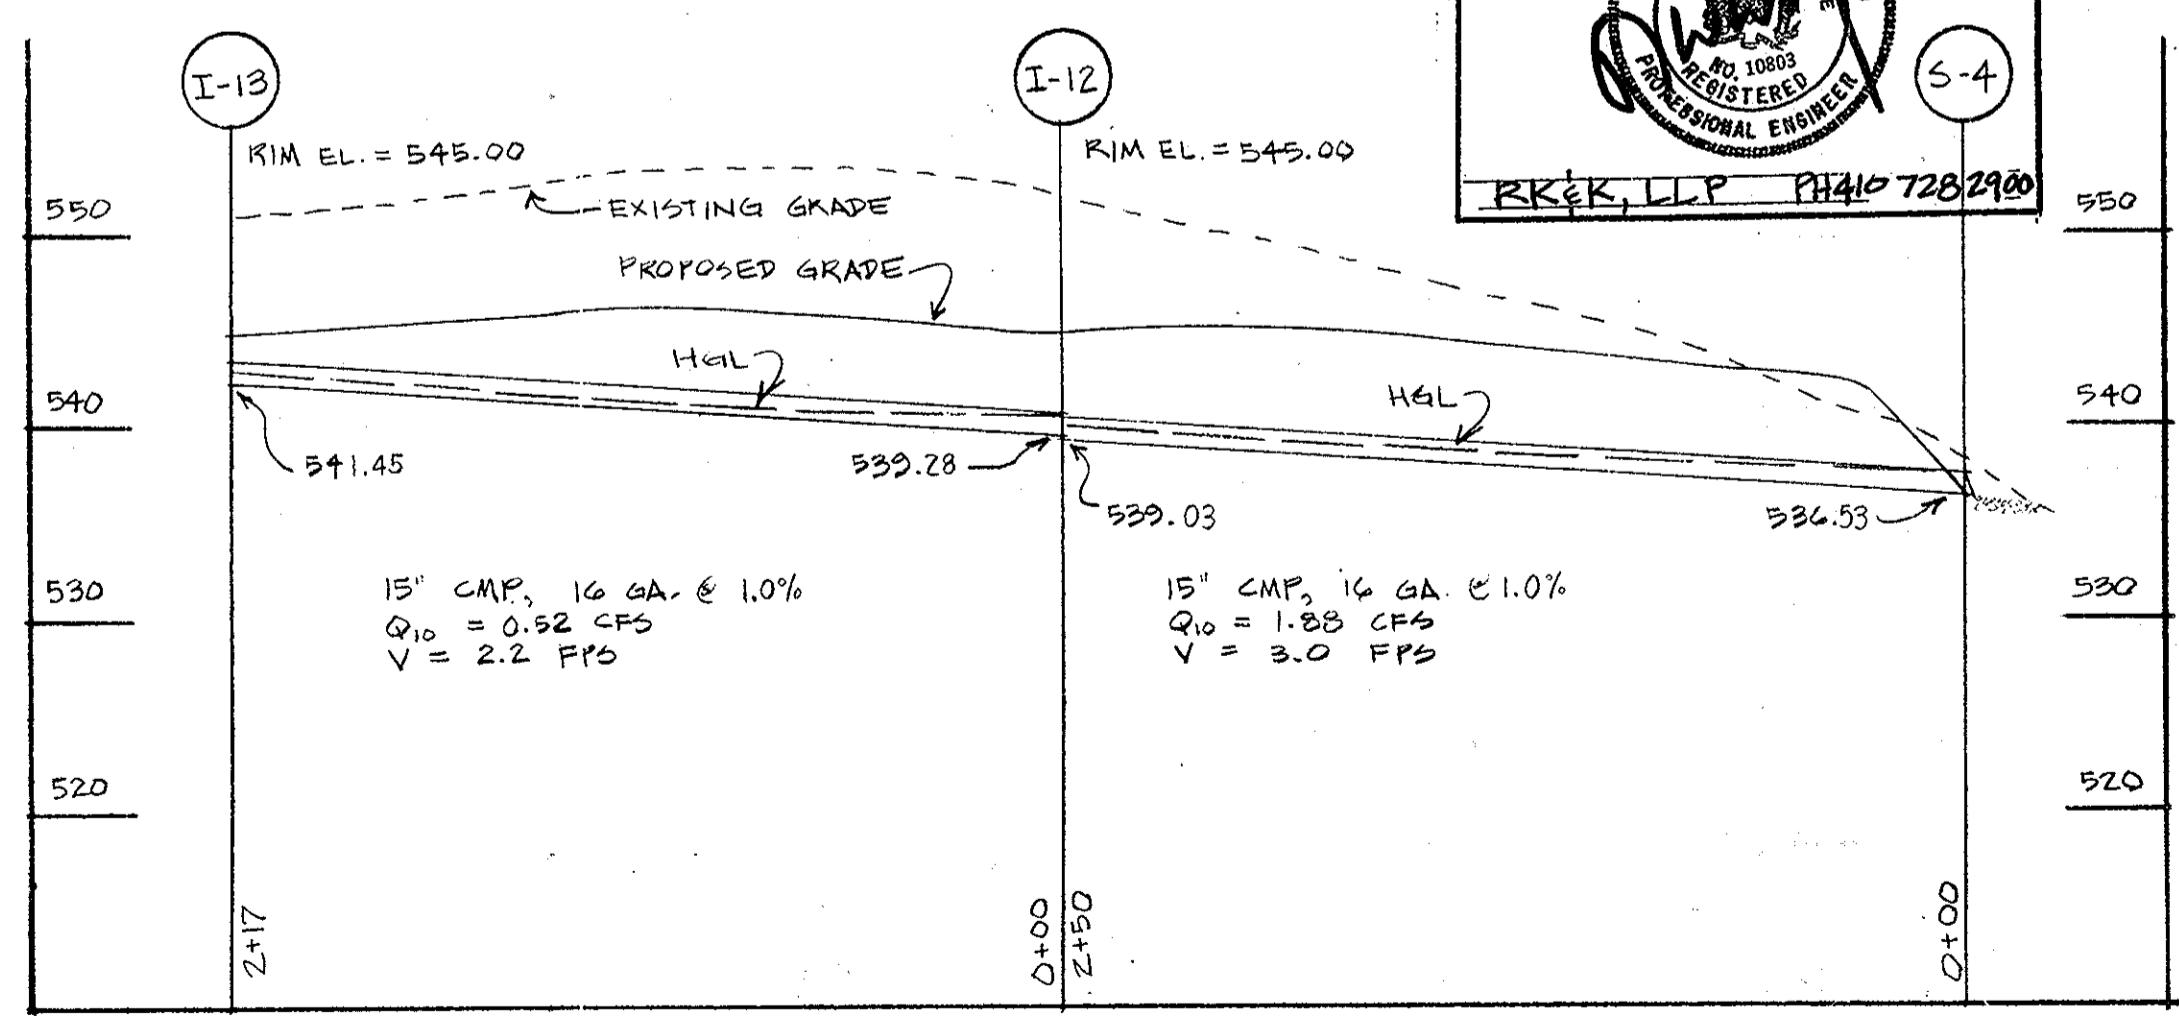 I-13
I-12
S-4
NO. 10803
REGISTERED
PROFESSIONAL ENGINEER
RK&K, LLP PH 410 728 2900
RIM EL. = 545.00
RIM EL. = 545.00
EXISTING GRADE
PROPOSED GRADE
HGL
HGL
550
550
540
540
541.45
539.28
539.03
536.53
530
530
15" CMP, 16 GA. @ 1.0%
Q10 = 0.52 CFS
V = 2.2 FPS
15" CMP, 16 GA. @ 1.0%
Q10 = 1.88 CFS
V = 3.0 FPS
520
520
2+17
0+00
2+50
0+00